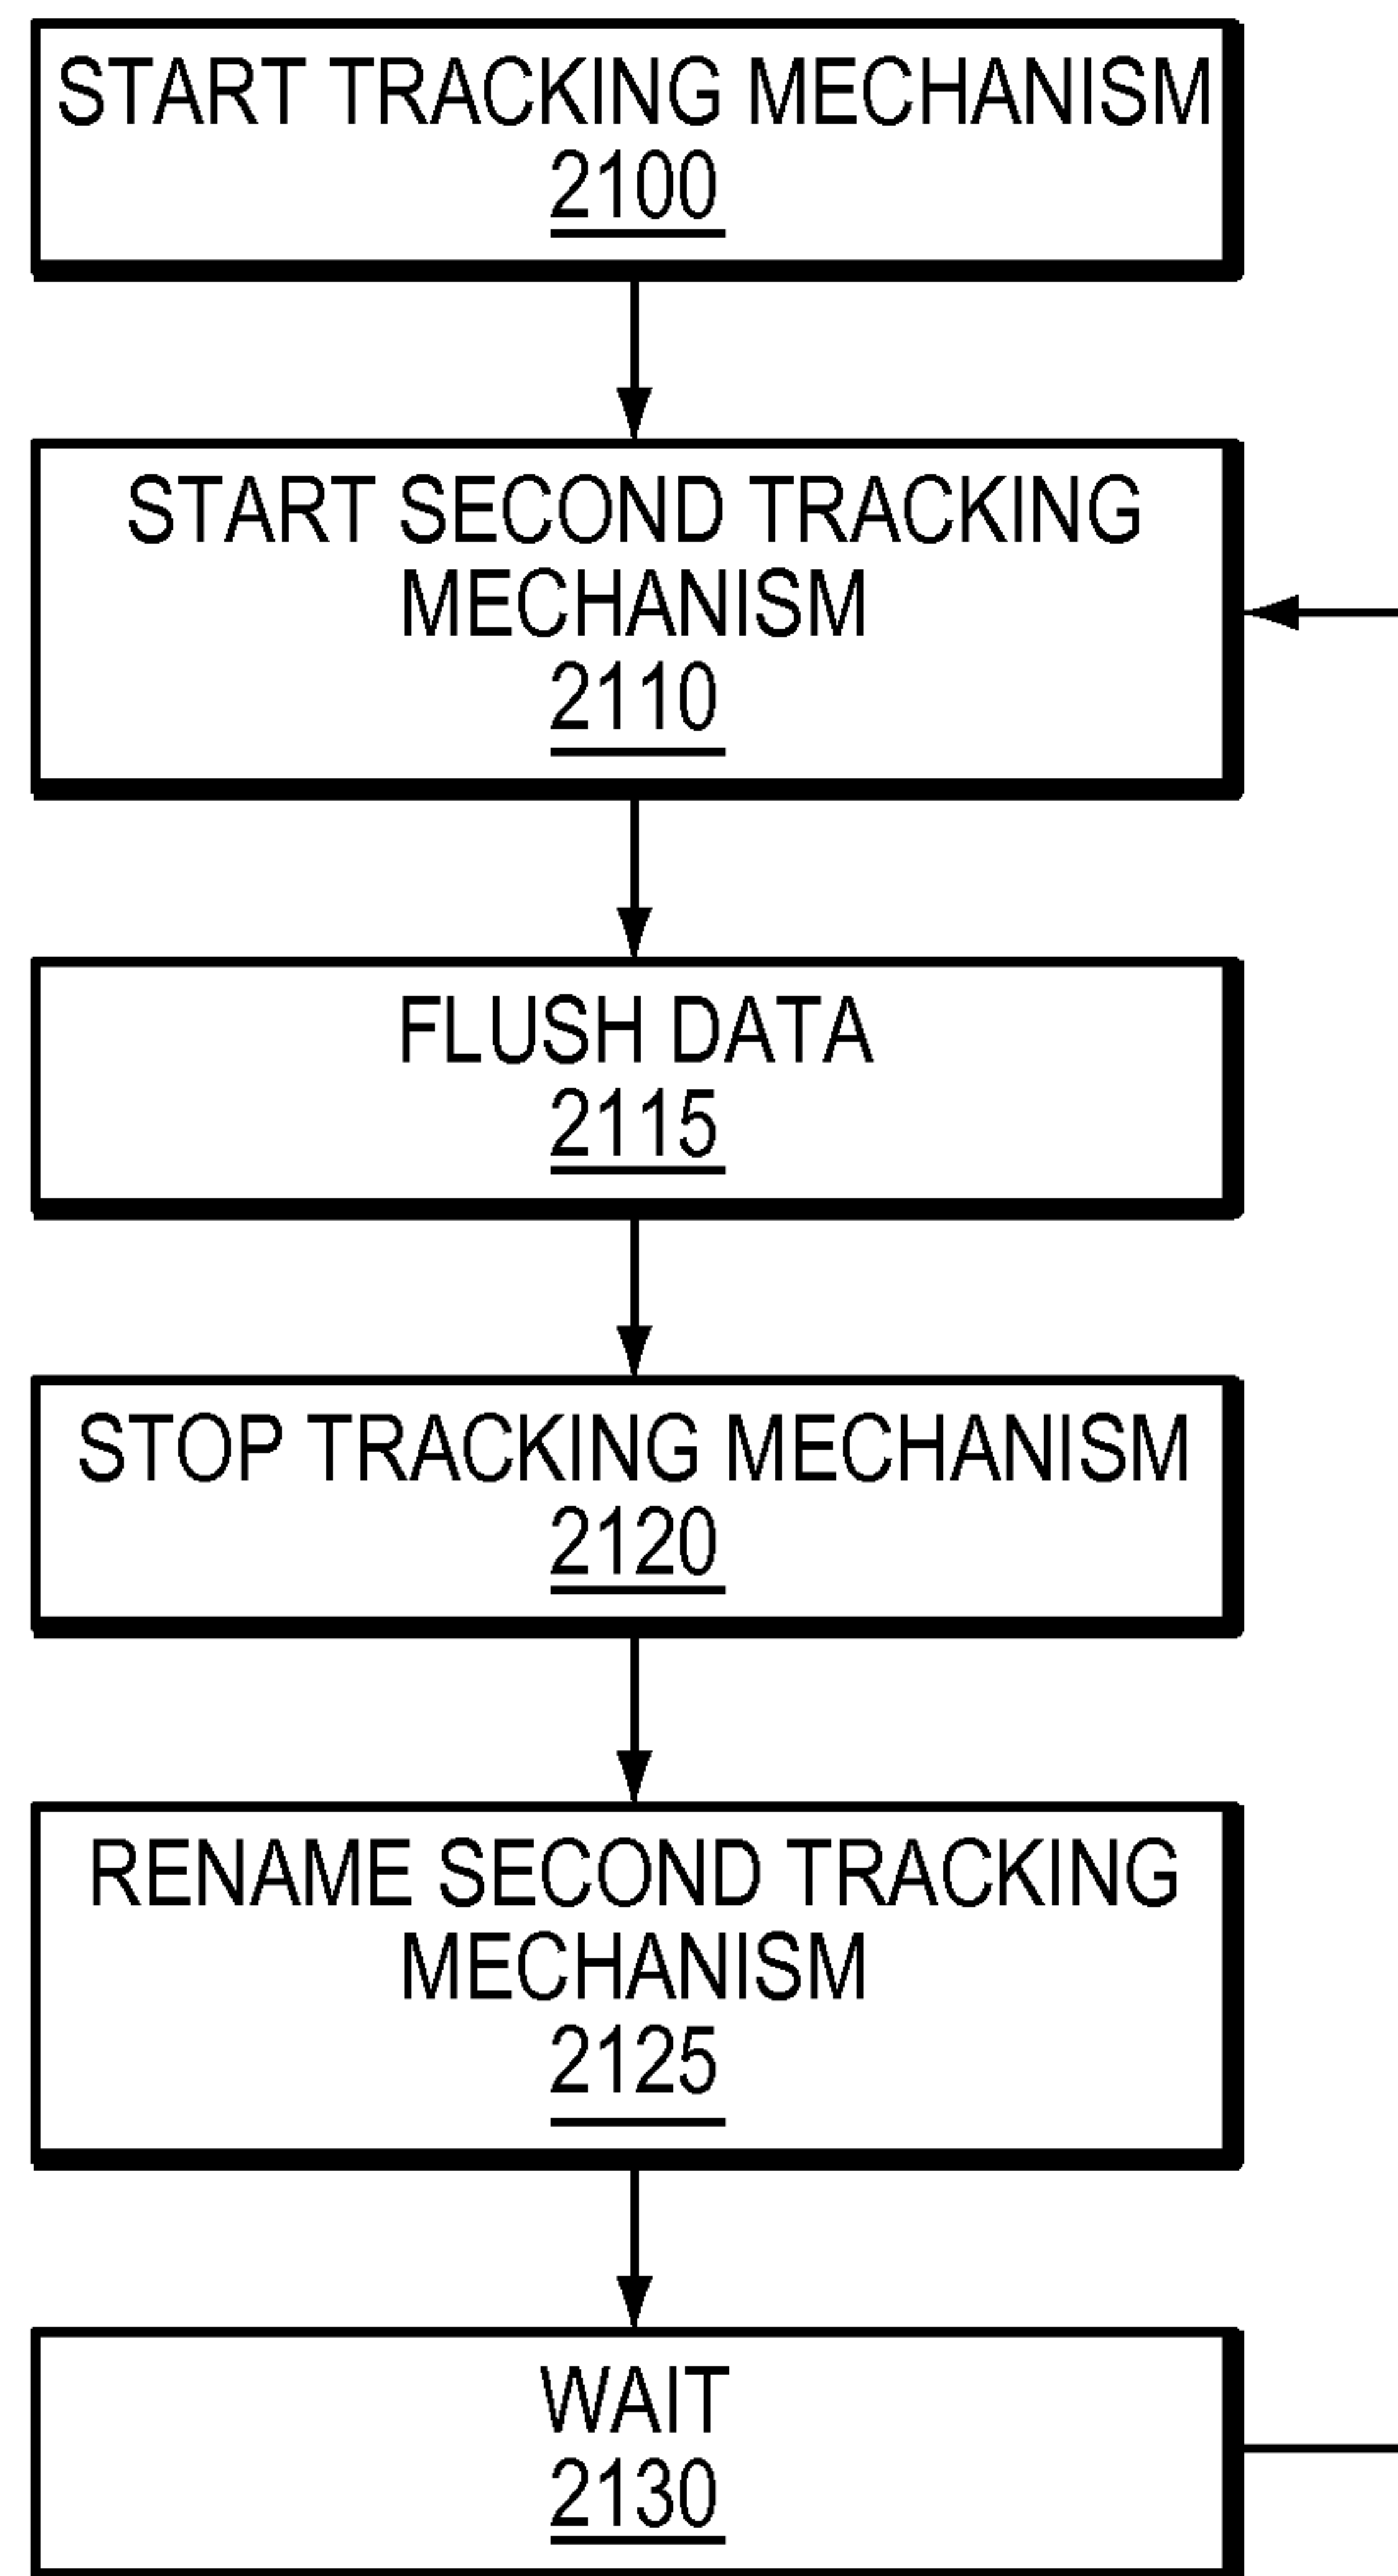 START TRACKING MECHANISM
2100
START SECOND TRACKING
MECHANISM
2110
FLUSH DATA
2115
STOP TRACKING MECHANISM
2120
RENAME SECOND TRACKING
MECHANISM
2125
WAIT
2130